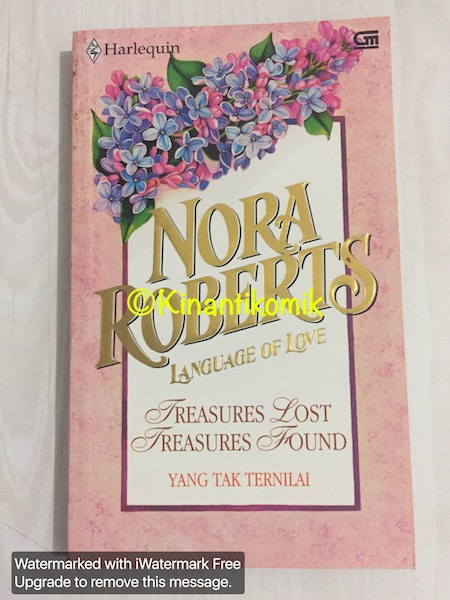 Harlequin
GM
NORA
ROBERTS
©Kinantikomik
LANGUAGE OF LOVE
TREASURES LOST
TREASURES FOUND
YANG TAK TERNILAI
Watermarked with iWatermark Free
Upgrade to remove this message.